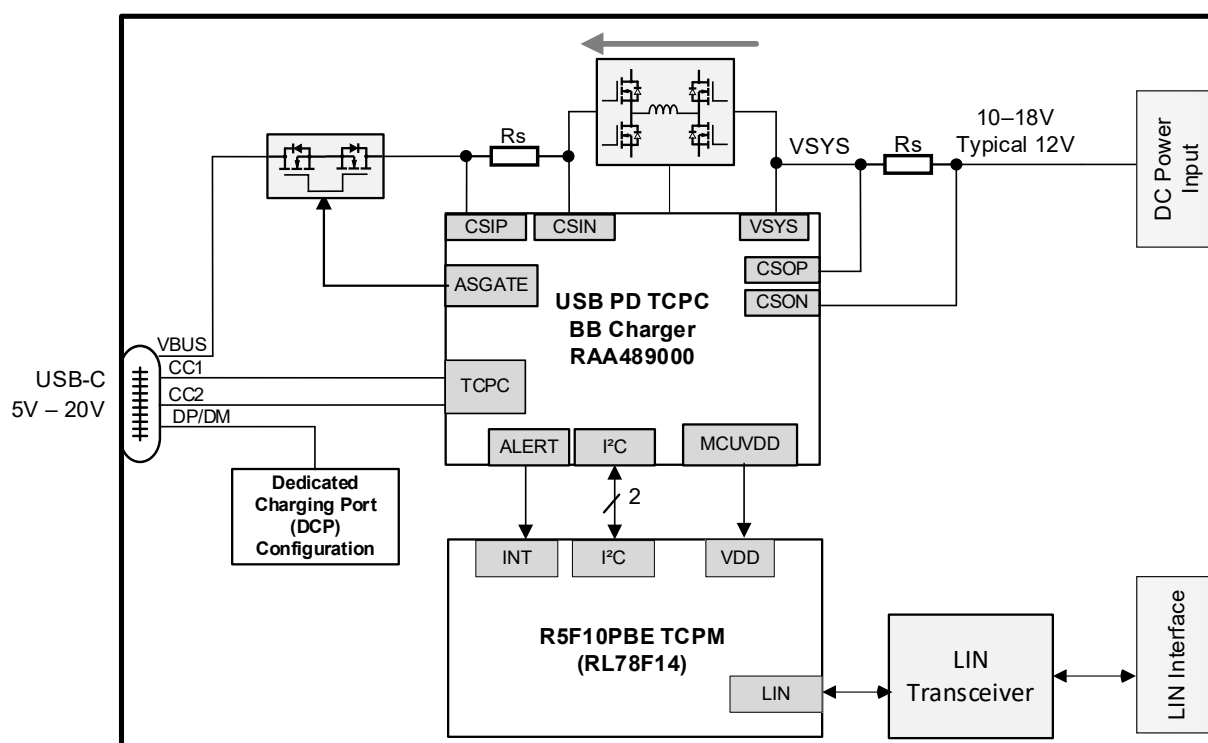 Rs
VSYS
Rs
10–18V
Typical 12V
DC Power
Input
CSIP
CSIN
VSYS
CSOP
CSON
ASGATE
USB PD TCPC
BB Charger
RAA489000
TCPC
VBUS
CC1
CC2
DP/DM
USB-C
5V – 20V
ALERT
I²C
MCUVDD
Dedicated
Charging Port
(DCP)
Configuration
2
INT
I²C
VDD
R5F10PBE TCPM
(RL78F14)
LIN
LIN
Transceiver
LIN Interface